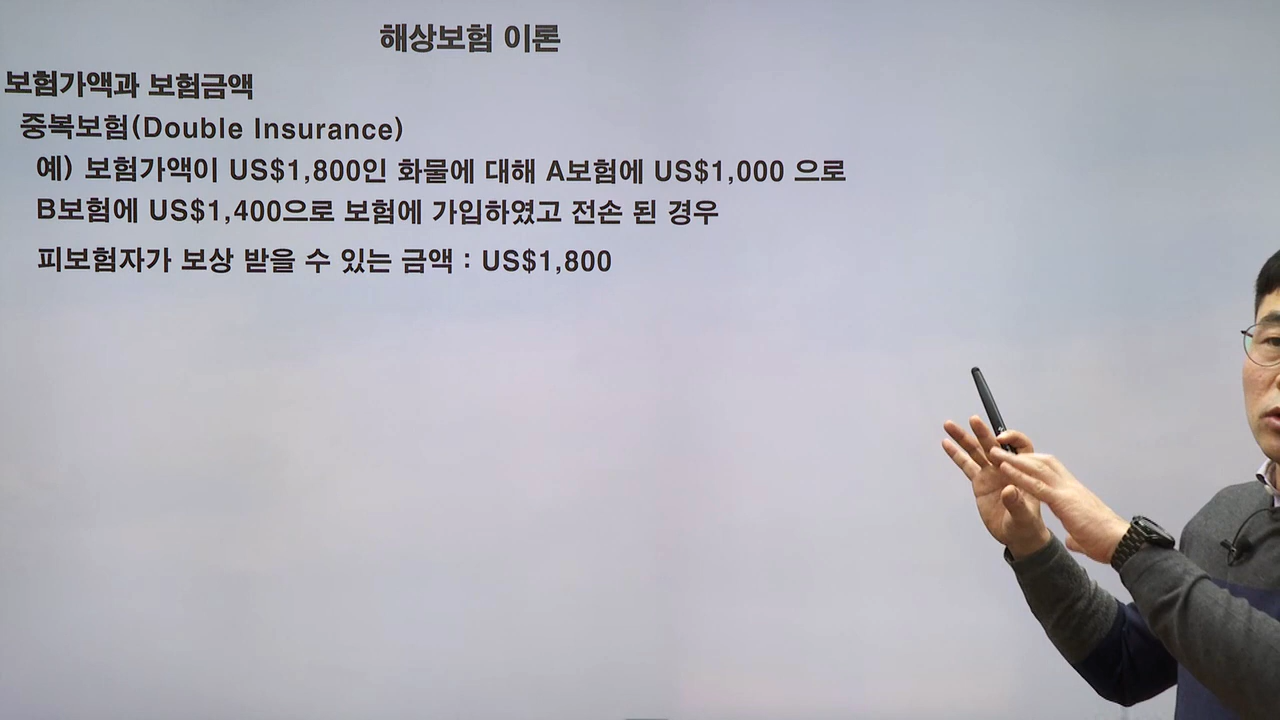 해상보험 이론
보험가액과 보험금액
중복보험(Double Insurance)
예) 보험가액이 US$1,800인 화물에 대해 A보험에 US$1,000 으로
B보험에 US$1,400으로 보험에 가입하였고 전손 된 경우
피보험자가 보상 받을 수 있는 금액 : US$1,800